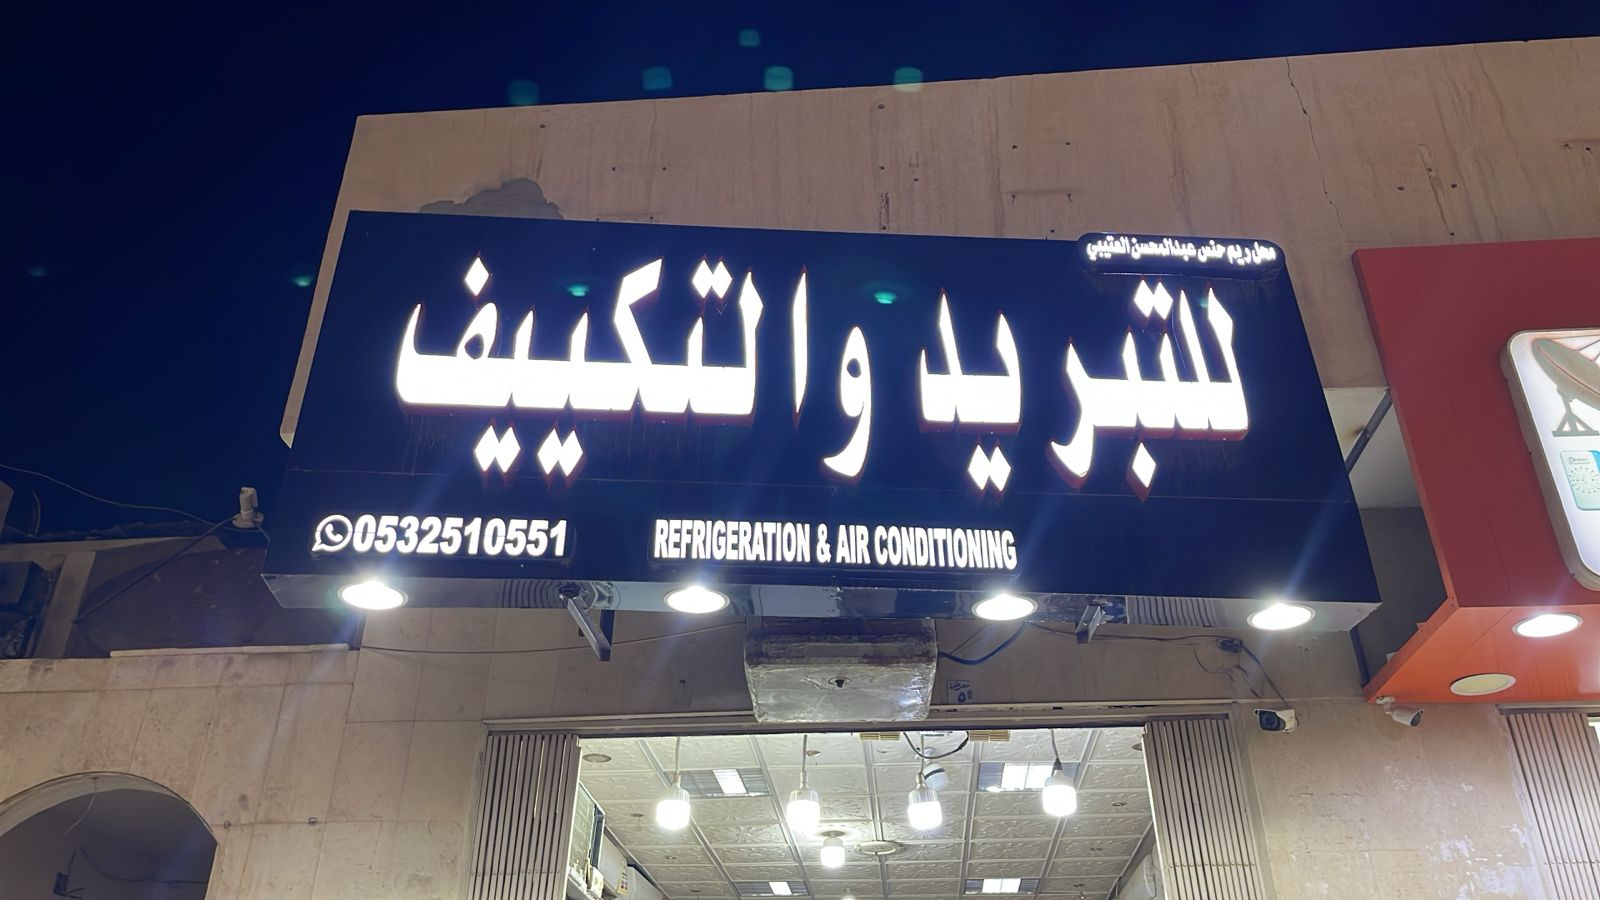 محل ريم حنس عبدالمحسن العتيبي
للتبريد والتكييف
0532510551
REFRIGERATION & AIR CONDITIONING